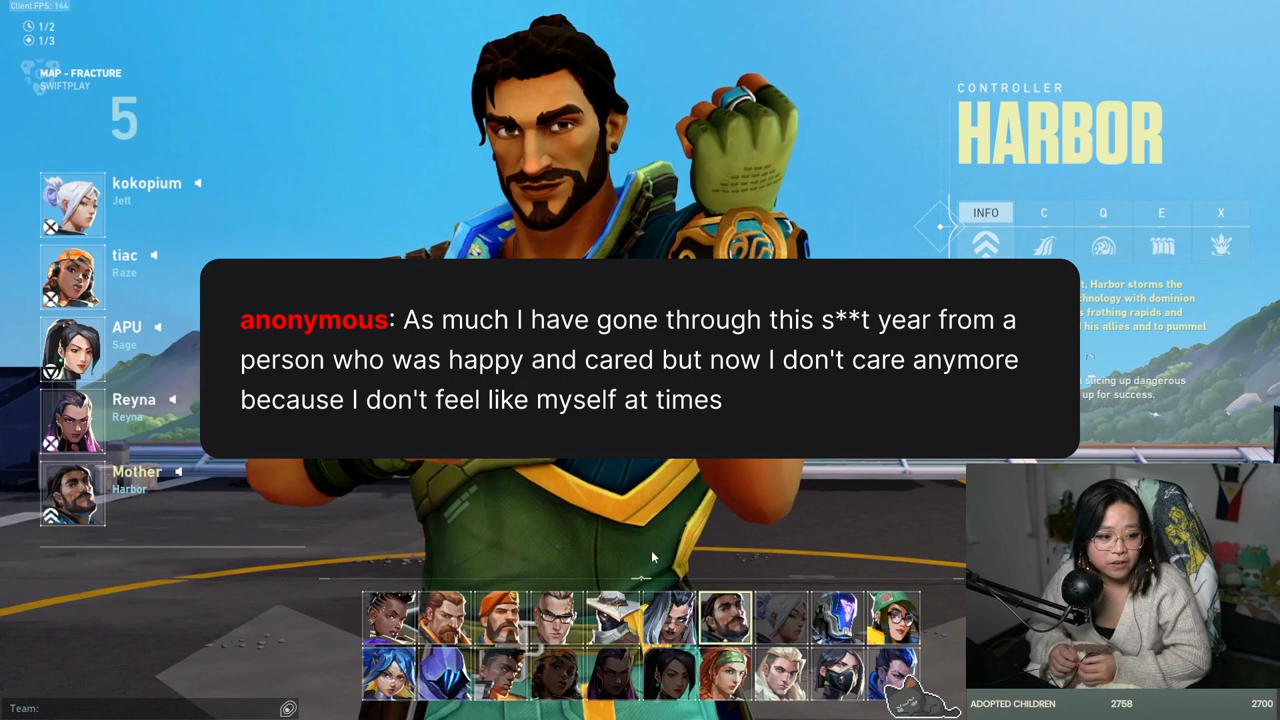 Client FPS: 144
1/2
1/3
MAP - FRACTURE
SWIFTPLAY
5
kokopium
Jett
tiac
Raze
APU
Sage
Reyna
Reyna
Mother
Harbor
CONTROLLER
HARBOR
INFO C Q E X
t, Harbor storms the
chnology with dominion
s frothing rapids and
his allies and to pummel
slicing up dangerous
up for success.
anonymous: As much I have gone through this s**t year from a
person who was happy and cared but now I don't care anymore
because I don't feel like myself at times
Team:
ADOPTED CHILDREN 2758 2700